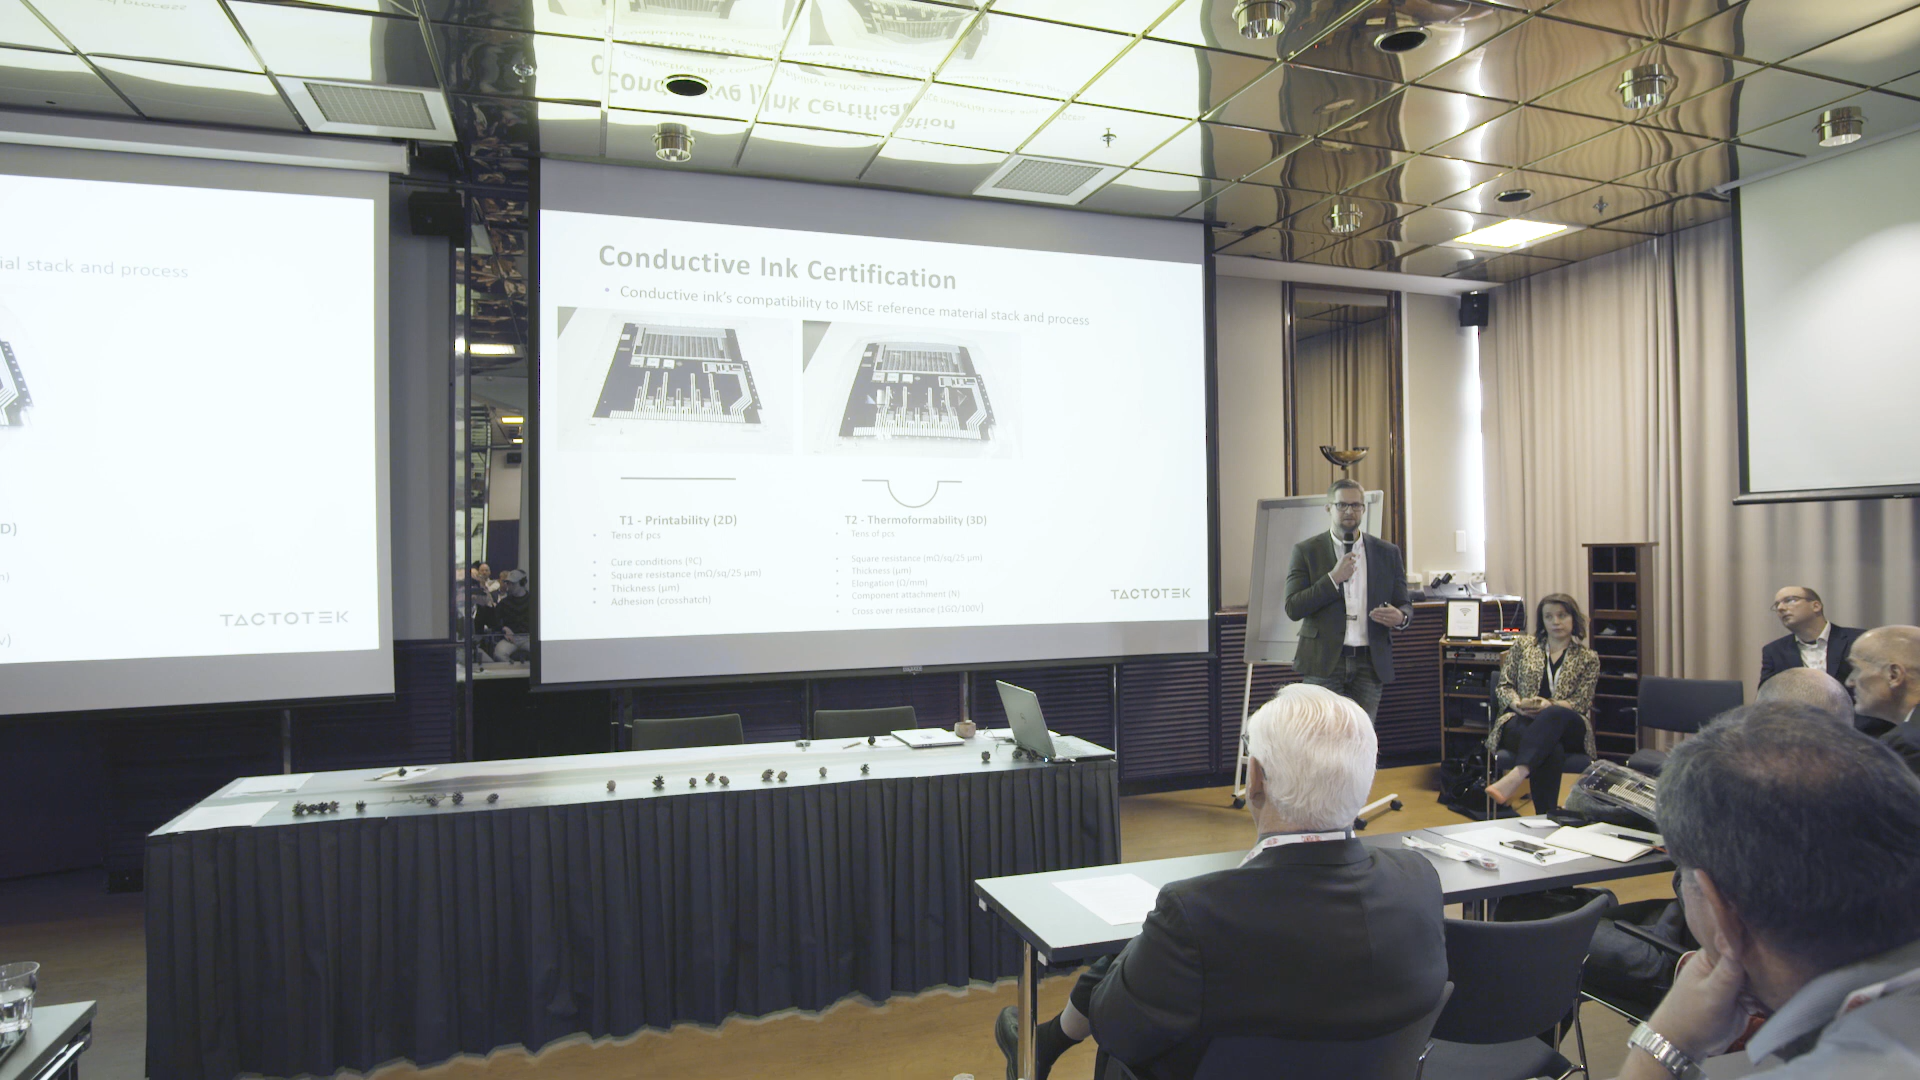 ial stack and process
D)
TACTOTEK
Conductive Ink Certification
• Conductive ink's compatibility to IMSE reference material stack and process
T1 - Printability (2D)
• Tens of pcs
• Cure conditions (ºC)
• Square resistance (mΩ/sq/25 µm)
• Thickness (µm)
• Adhesion (crosshatch)
T2 - Thermoformability (3D)
• Tens of pcs
• Square resistance (mΩ/sq/25 µm)
• Thickness (µm)
• Elongation (Ω/mm)
• Component attachment (N)
• Cross over resistance (1GΩ/100V)
TACTOTEK